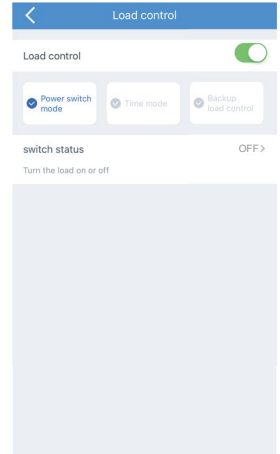 Load control
Load control
Power switch
mode
Time mode
Backup
load control
switch status
OFF
Turn the load on or off